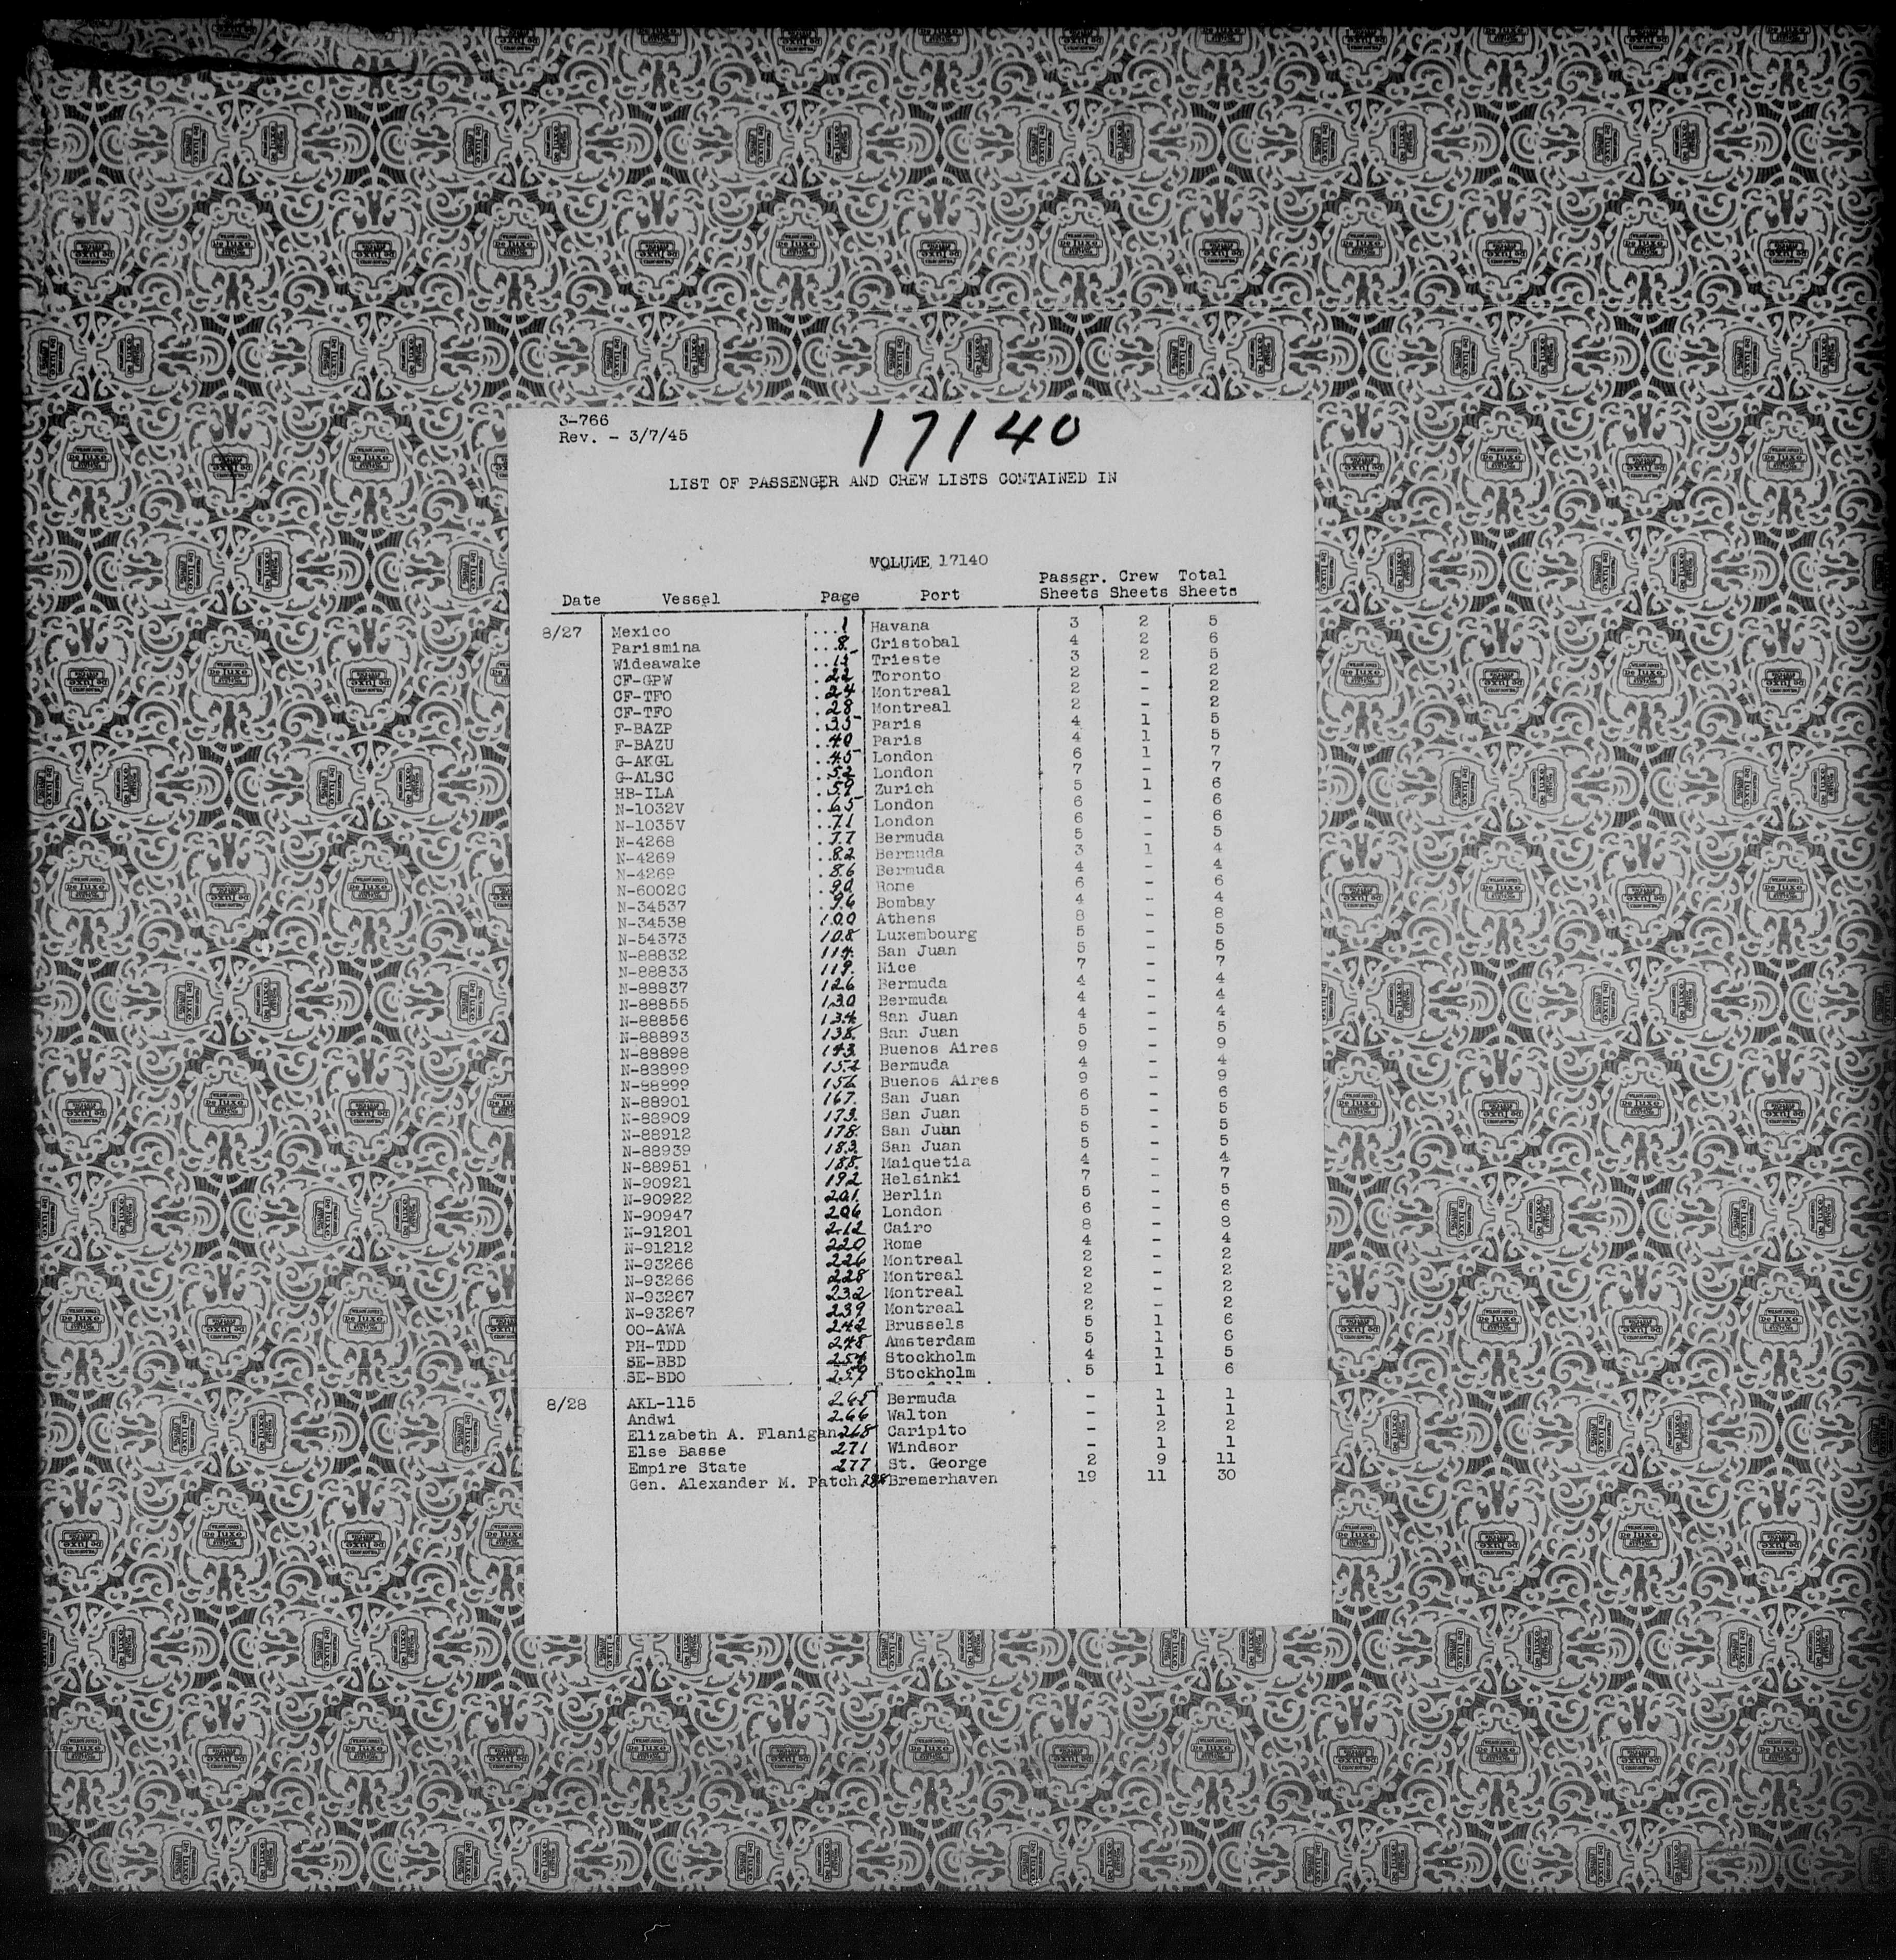 3-766
Rev. - 3/7/45
17140
LIST OF PASSENGER AND CREW LISTS CONTAINED IN
VOLUME 17140
Date Vessel Page Port Passgr. Sheets Crew Sheets Total Sheets
8/27 Mexico ....1 Havana 3 2 5
Parismina ...8 Cristobal 4 2 6
Wideawake ..15 Trieste 3 2 5
CF-GPW .22 Toronto 2 - 2
CF-TFO .24 Montreal 2 - 2
CF-TFO .28 Montreal 2 - 2
F-BAZP .35 Paris 4 1 5
F-BAZU ..40 Paris 4 1 5
G-AKGL .45 London 6 1 7
G-ALSC .52 London 7 - 7
HB-ILA .59 Zurich 5 1 6
N-1032V .65 London 6 - 6
N-1035V ..71 London 6 - 6
N-4268 .77 Bermuda 5 - 5
N-4269 ..82 Bermuda 3 1 4
N-4269 ..86 Bermuda 4 - 4
N-6002C .90 Rome 6 - 6
N-34537 .96 Bombay 4 - 4
N-34538 100 Athens 8 - 8
N-54373 108 Luxembourg 5 - 5
N-88832 114 San Juan 5 - 5
N-88833 119. Nice 7 - 7
N-88837 126 Bermuda 4 - 4
N-88855 130 Bermuda 4 - 4
N-88856 134 San Juan 4 - 4
N-88893 138. San Juan 5 - 5
N-88898 143. Buenos Aires 9 - 9
N-88899 152 Bermuda 4 - 4
N-88899 156 Buenos Aires 9 - 9
N-88901 167. San Juan 6 - 6
N-88909 173. San Juan 5 - 5
N-88912 178. San Juan 5 - 5
N-88939 183. San Juan 5 - 5
N-88951 188. Maiquetia 4 - 4
N-90921 192 Helsinki 7 - 7
N-90922 201. Berlin 5 - 5
N-90947 206 London 6 - 6
N-91201 212 Cairo 8 - 8
N-91212 220 Rome 4 - 4
N-93266 226 Montreal 2 - 2
N-93266 228 Montreal 2 - 2
N-93267 232 Montreal 2 - 2
N-93267 239 Montreal 2 - 2
OO-AWA 242 Brussels 5 1 6
PH-TDD 248 Amsterdam 5 1 6
SE-BBD 254 Stockholm 4 1 5
SE-BDO 259 Stockholm 5 1 6
8/28 AKL-115 265 Bermuda - 1 1
Andwi 266 Walton - 1 1
Elizabeth A. Flanigan 268 Caripito - 2 2
Else Basse 271 Windsor - 1 1
Empire State 277 St. George 2 9 11
Gen. Alexander M. Patch 288 Bremerhaven 19 11 30